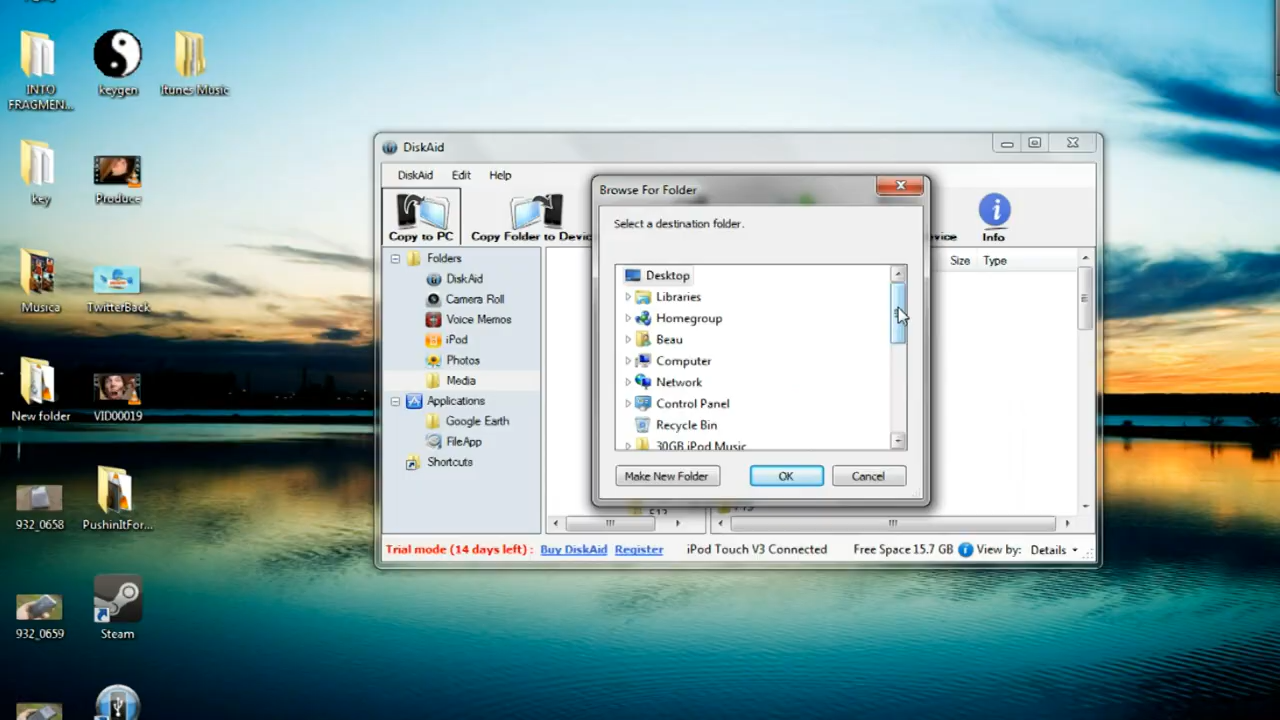 INTO
FRAGMEN...
keygen
Itunes Music
key
Produce
Musica
TwitterBack
New folder
VID00019
932_0658
PushinItFor...
932_0659
Steam
DiskAid
DiskAid Edit Help
Copy to PC
Copy Folder to Devic
evice
Info
Folders
DiskAid
Camera Roll
Voice Memos
iPod
Photos
Media
Applications
Google Earth
FileApp
Shortcuts
Size Type
Browse For Folder
Select a destination folder.
Desktop
Libraries
Homegroup
Beau
Computer
Network
Control Panel
Recycle Bin
30GB iPod Music
Make New Folder OK Cancel
Trial mode (14 days left) : Buy DiskAid Register iPod Touch V3 Connected Free Space 15.7 GB View by: Details